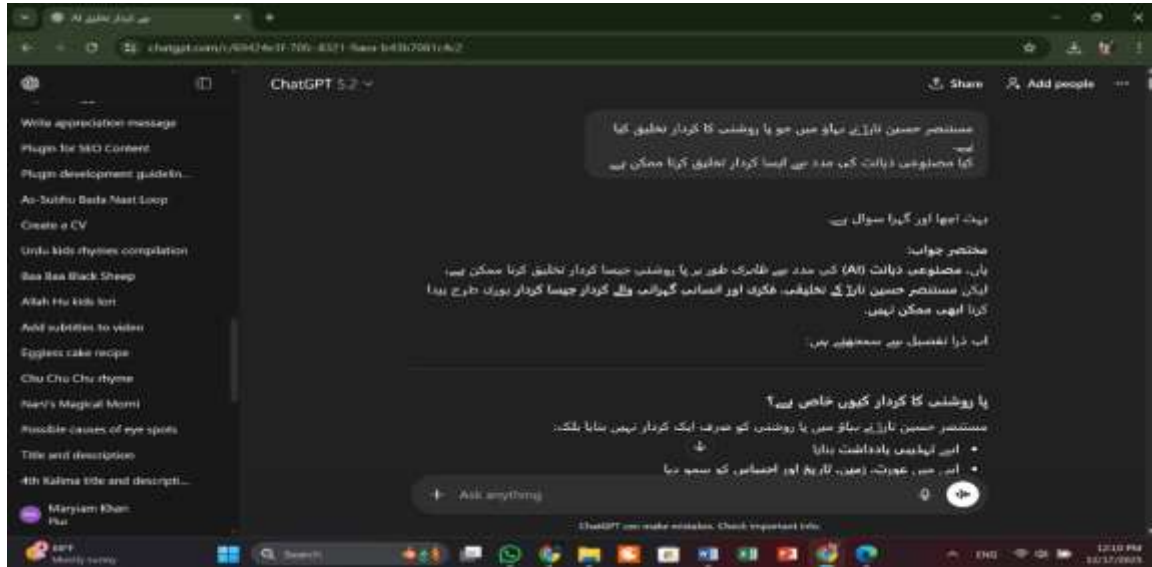 ChatGPT 5.2
Share
Add people
Write appreciation message
Plugin for SEO Content
Plugin development guidelin...
As-Subhu Bada Naat Loop
Create a CV
Urdu kids rhymes compilation
Baa Baa Black Sheep
Allah Hu kids lori
Add subtitles to video
Eggless cake recipe
Chu Chu Chu rhyme
Nani's Magical Morni
Possible causes of eye spots
Title and description
4th Kalima title and descripti...
Maryiam Khan
Plus
مستنصر حسین تارڑ نے بہاؤ میں جو پا روشنی کا کردار تخلیق کیا
ہے۔
کیا مصنوعی ذہانت کی مدد سے ایسا کردار تخلیق کرنا ممکن ہے
بہت اچھا اور گہرا سوال ہے۔
مختصر جواب:
ہاں، مصنوعی ذہانت (AI) کی مدد سے ظاہری طور پر پا روشنی جیسا کردار تخلیق کرنا ممکن ہے،
لیکن مستنصر حسین تارڑ کے تخلیقی، فکری اور انسانی گہرائی والے کردار جیسا کردار پوری طرح پیدا
کرنا ابھی ممکن نہیں۔
اب ذرا تفصیل سے سمجھتے ہیں:
پا روشنی کا کردار کیوں خاص ہے؟
مستنصر حسین تارڑ نے بہاؤ میں پا روشنی کو صرف ایک کردار نہیں بنایا بلکہ:
• اسے تہذیبی یادداشت بنایا
• اس میں عورت، زمین، تاریخ اور احساس کو سمو دیا
Ask anything
ChatGPT can make mistakes. Check important info.
Mostly sunny
Search
ENG
12:10 PM
12/17/2025